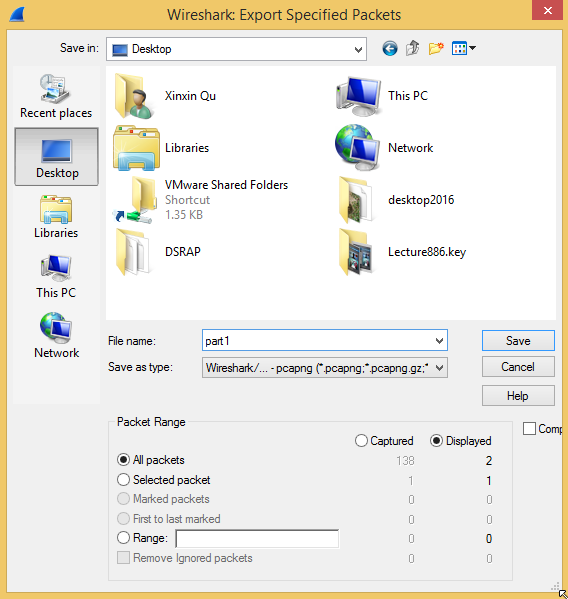 Wireshark: Export Specified Packets
Save in: Desktop
Recent places
Desktop
Libraries
This PC
Network
Xinxin Qu
This PC
Libraries
Network
VMware Shared Folders
Shortcut
1.35 KB
desktop2016
DSRAP
Lecture886.key
File name: part1 Save
Save as type: Wireshark/... - pcapng (*.pcapng;*.pcapng.gz;* Cancel
Help
Packet Range
Comp
Captured Displayed
All packets 138 2
Selected packet 1 1
Marked packets 0 0
First to last marked 0 0
Range: 0 0
Remove Ignored packets 0 0